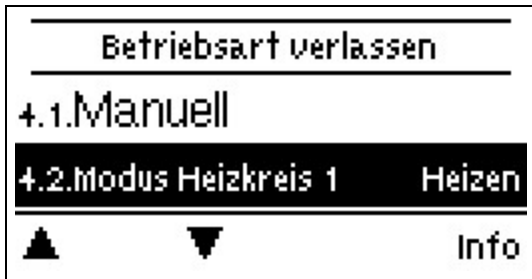 Betriebsart verlassen
4.1.Manuell
4.2.Modus Heizkreis 1 Heizen
▲ ▼ Info